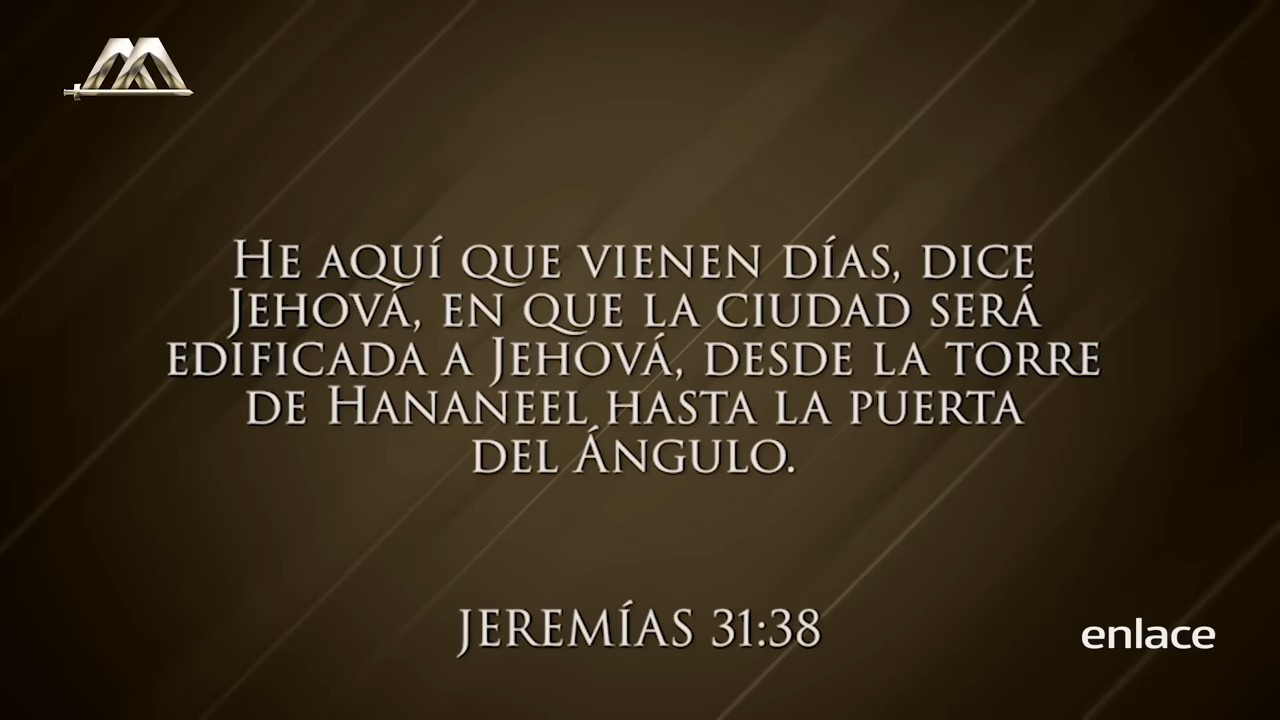 He aquí que vienen días, dice
Jehová, en que la ciudad será
edificada a Jehová, desde la torre
de Hananeel hasta la puerta
del Ángulo.
Jeremías 31:38
enlace